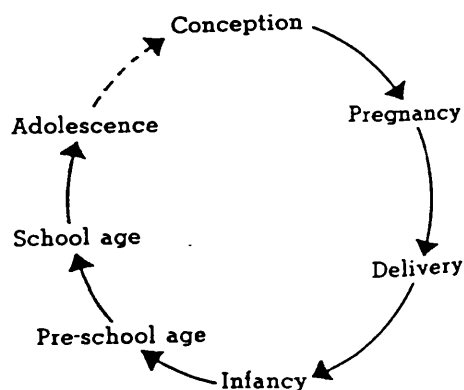 Conception
Pregnancy
Delivery
Infancy
Pre-school age
School age
Adolescence